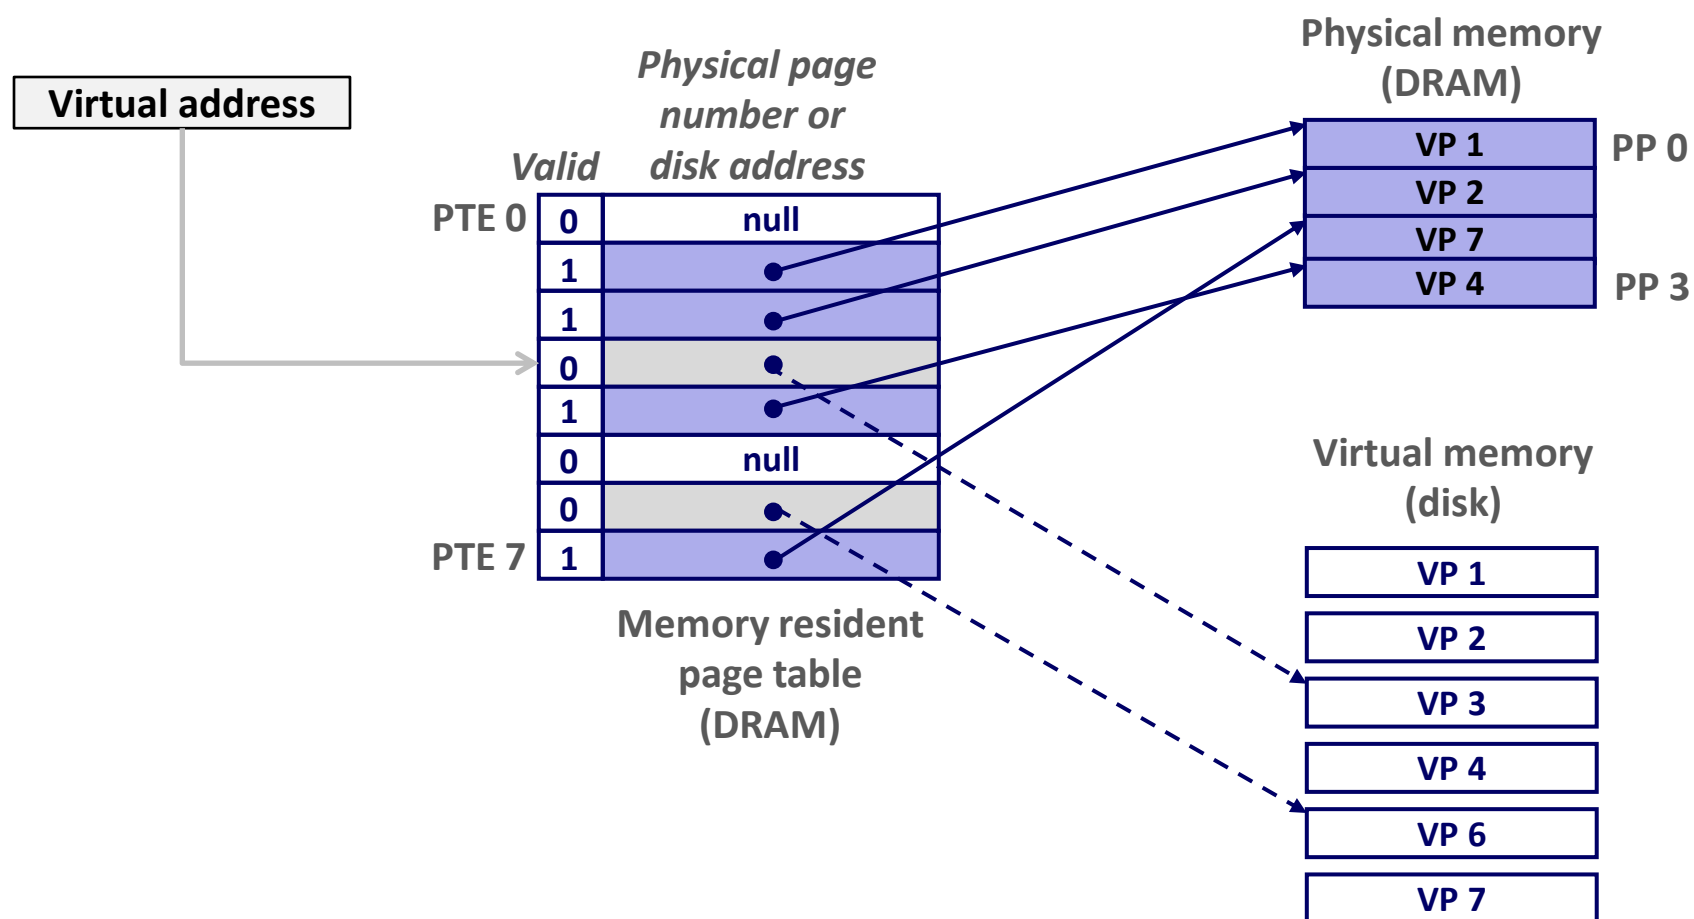 Virtual address
Physical page
number or
disk address
Valid
PTE 0
0
null
1
1
0
1
0
null
0
PTE 7
1
Memory resident
page table
(DRAM)
Physical memory
(DRAM)
VP 1
PP 0
VP 2
VP 7
VP 4
PP 3
Virtual memory
(disk)
VP 1
VP 2
VP 3
VP 4
VP 6
VP 7